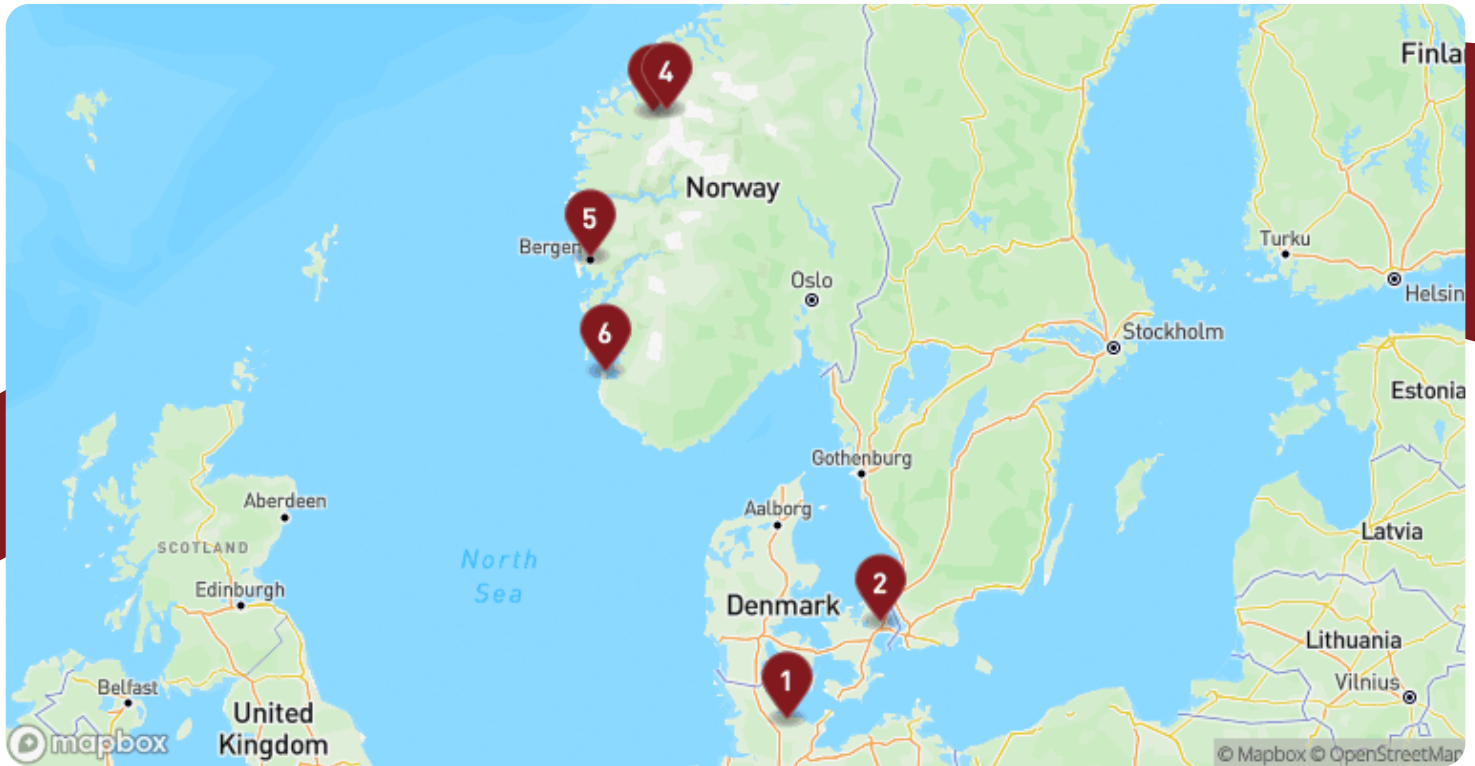 Finla
4
Norway
5
Bergen
Turku
Oslo
Helsin
6
Stockholm
Estonia
Gothenburg
Aberdeen
Aalborg
SCOTLAND
Latvia
North
Sea
Edinburgh
2
Denmark
Lithuania
1
Belfast
Vilnius
United
Kingdom
mapbox
© Mapbox © OpenStreetMap